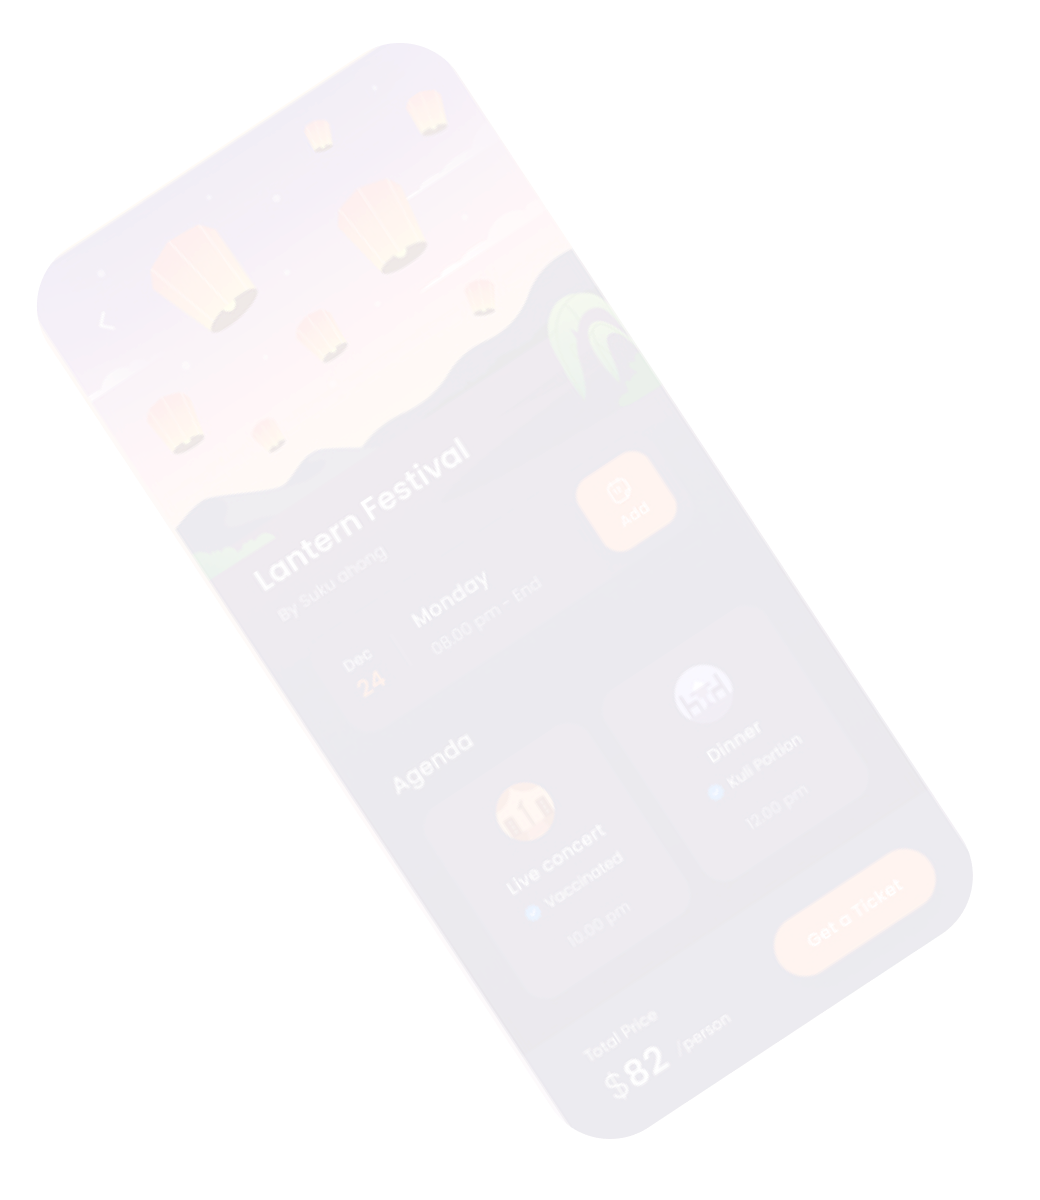 Lantern Festival
By Suku ahong
Add
Dec
24
Monday
08.00 pm - End
Agenda
Live concert
Vaccinated
10.00 pm
Dinner
Kull Portion
12.00 pm
Total Price
$82 /person
Get a Ticket